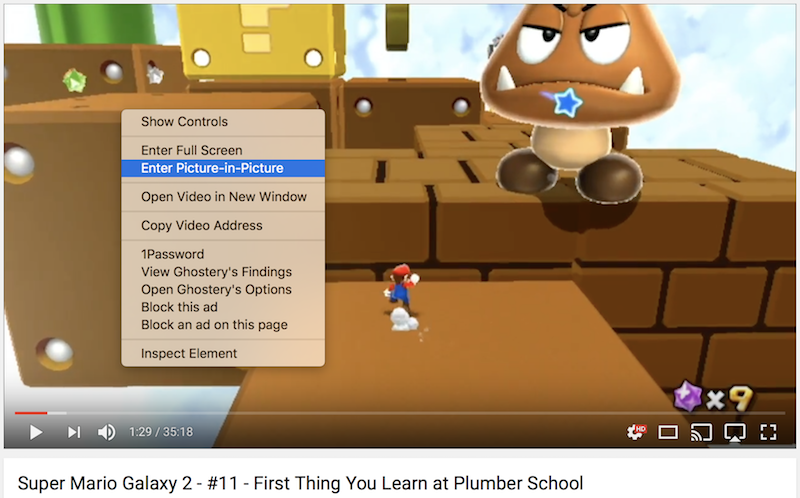 Show Controls
Enter Full Screen
Enter Picture-in-Picture
Open Video in New Window
Copy Video Address
1Password
View Ghostery's Findings
Open Ghostery's Options
Block this ad
Block an ad on this page
Inspect Element
x 9
1:29 / 35:18
HD
Super Mario Galaxy 2 - #11 - First Thing You Learn at Plumber School